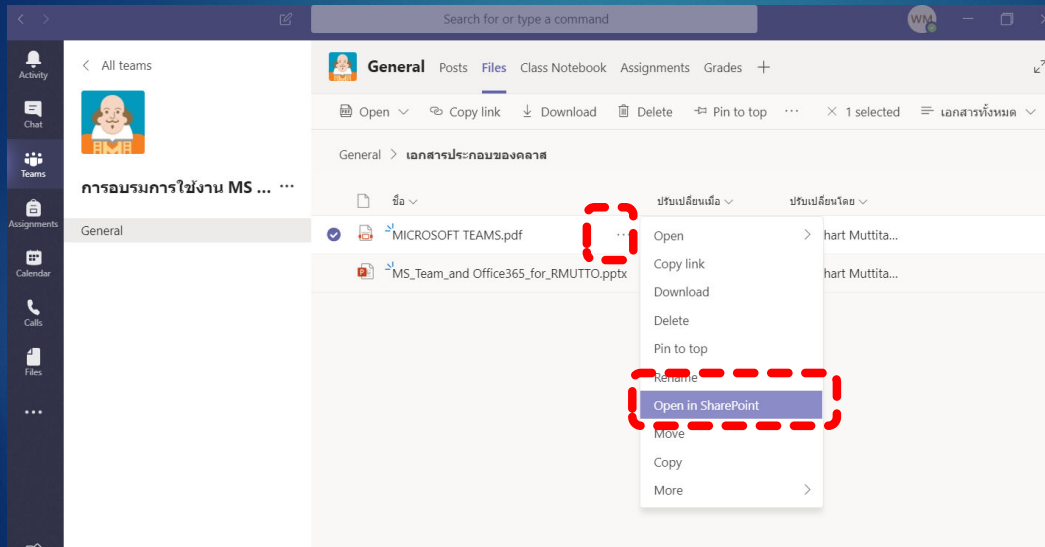 Search for or type a command
WM
Activity
Chat
Teams
Assignments
Calendar
Calls
Files
All teams
การอบรมการใช้งาน MS ... ...
General
General Posts Files Class Notebook Assignments Grades +
Open Copy link Download Delete Pin to top ... × 1 selected เอกสารทั้งหมด
General > เอกสารประกอบของคลาส
ชื่อ ปรับเปลี่ยนเมื่อ ปรับเปลี่ยนโดย
MICROSOFT TEAMS.pdf ... hart Muttita...
MS_Team_and Office365_for_RMUTTO.pptx hart Muttita...
Open
Copy link
Download
Delete
Pin to top
Rename
Open in SharePoint
Move
Copy
More